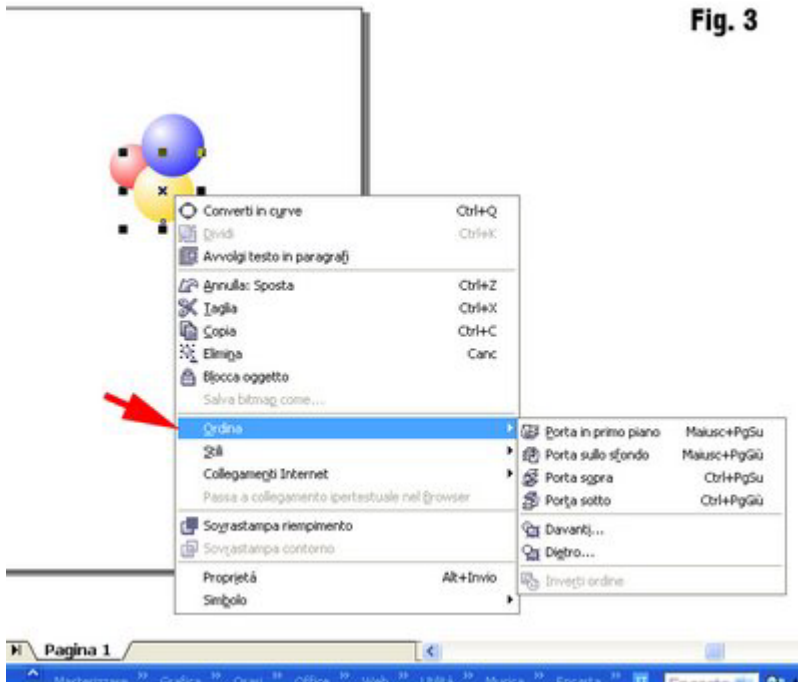 Fig. 3
Converti in curve Ctrl+Q
Dividi Ctrl+K
Avvolgi testo in paragrafi
Annulla: Sposta Ctrl+Z
Taglia Ctrl+X
Copia Ctrl+C
Elimina Canc
Blocca oggetto
Salva bitmap come...
Ordina
Stili
Collegamenti Internet
Passa a collegamento ipertestuale nel Browser
Sovrastampa riempimento
Sovrastampa contorno
Proprietà Alt+Invio
Simbolo
Porta in primo piano Maiusc+PgSu
Porta sullo sfondo Maiusc+PgGiù
Porta sopra Ctrl+PgSu
Porta sotto Ctrl+PgGiù
Davanti...
Dietro...
Inverti ordine
Pagina 1
Masterizzare Grafica Office Web Utilità Musica Encarta